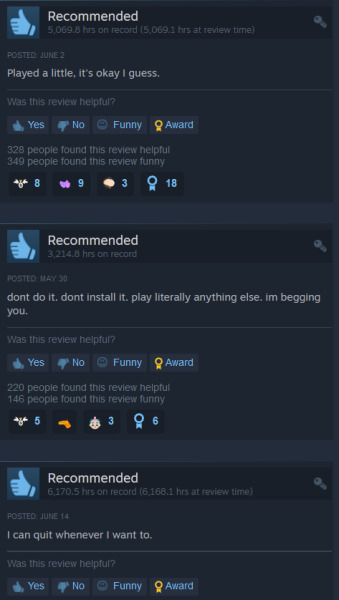 Recommended
5,069.8 hrs on record (5,069.1 hrs at review time)
POSTED: JUNE 2
Played a little, it's okay I guess.
Was this review helpful?
Yes No Funny Award
328 people found this review helpful
349 people found this review funny
8 9 3 18
Recommended
3,214.8 hrs on record
POSTED: MAY 30
dont do it. dont install it. play literally anything else. im begging
you.
Was this review helpful?
Yes No Funny Award
220 people found this review helpful
146 people found this review funny
5 3 6
Recommended
6,170.5 hrs on record (6,168.1 hrs at review time)
POSTED: JUNE 14
I can quit whenever I want to.
Was this review helpful?
Yes No Funny Award